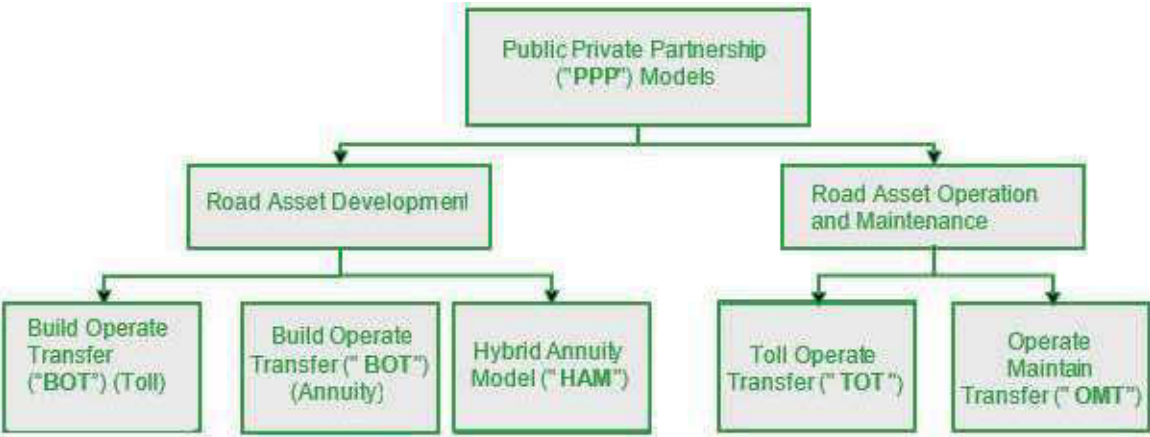 Public Private Partnership
("PPP") Models
Road Asset Development
Road Asset Operation
and Maintenance
Build Operate
Transfer
("BOT") (Toll)
Build Operate
Transfer (" BOT")
(Annuity)
Hybrid Annuity
Model (" HAM")
Toll Operate
Transfer (" TOT")
Operate
Maintain
Transfer (" OMT")